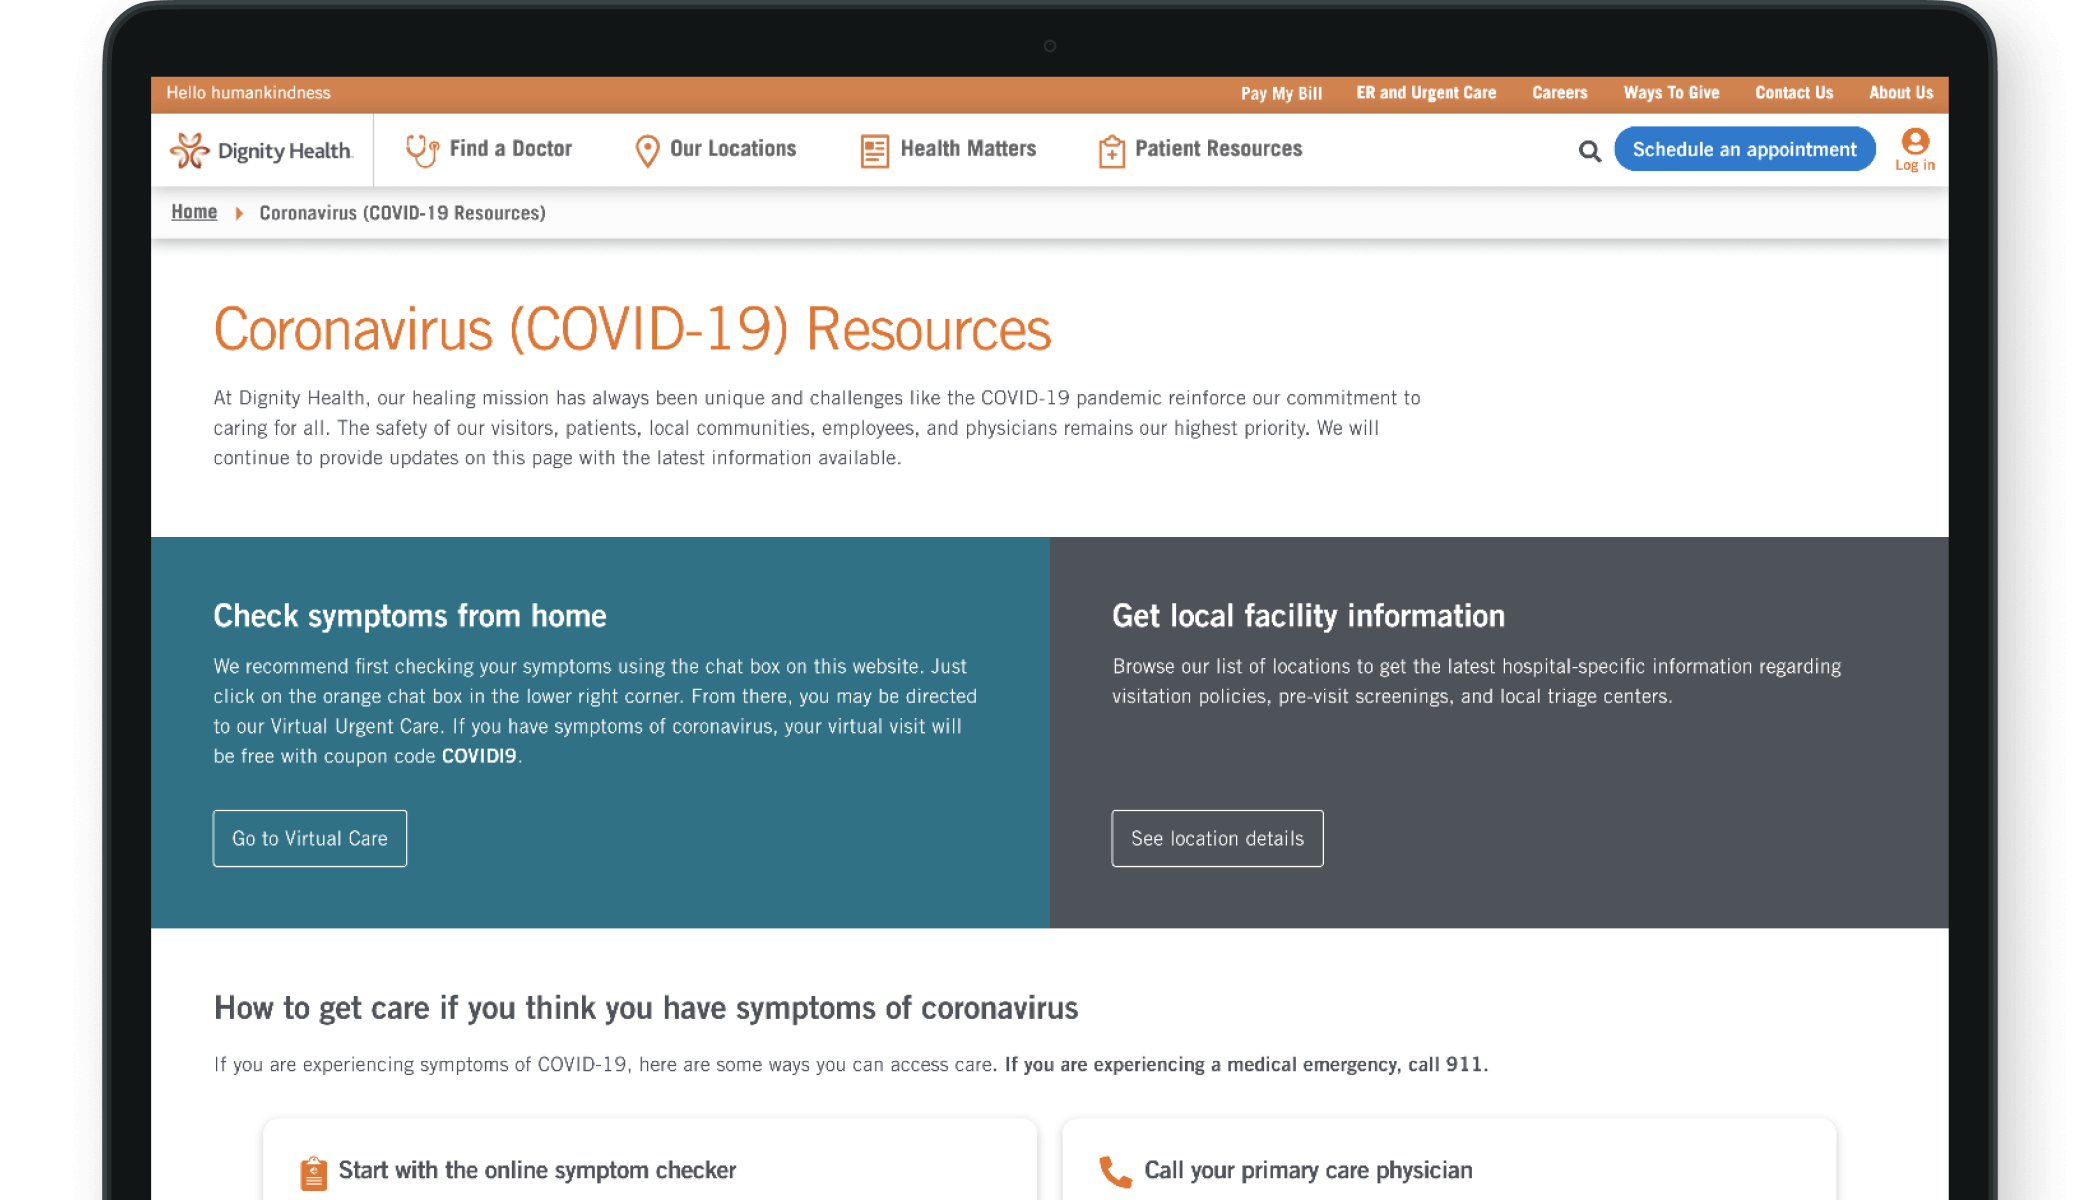 Hello humankindness
Pay My Bill
ER and Urgent Care
Careers
Ways To Give
Contact Us
About Us
Dignity Health.
Find a Doctor
Our Locations
Health Matters
Patient Resources
Schedule an appointment
Log in
Home
Coronavirus (COVID-19 Resources)
Coronavirus (COVID-19) Resources
At Dignity Health, our healing mission has always been unique and challenges like the COVID-19 pandemic reinforce our commitment to
caring for all. The safety of our visitors, patients, local communities, employees, and physicians remains our highest priority. We will
continue to provide updates on this page with the latest information available.
Check symptoms from home
We recommend first checking your symptoms using the chat box on this website. Just
click on the orange chat box in the lower right corner. From there, you may be directed
to our Virtual Urgent Care. If you have symptoms of coronavirus, your virtual visit will
be free with coupon code COVID19.
Go to Virtual Care
Get local facility information
Browse our list of locations to get the latest hospital-specific information regarding
visitation policies, pre-visit screenings, and local triage centers.
See location details
How to get care if you think you have symptoms of coronavirus
If you are experiencing symptoms of COVID-19, here are some ways you can access care. If you are experiencing a medical emergency, call 911.
Start with the online symptom checker
Call your primary care physician